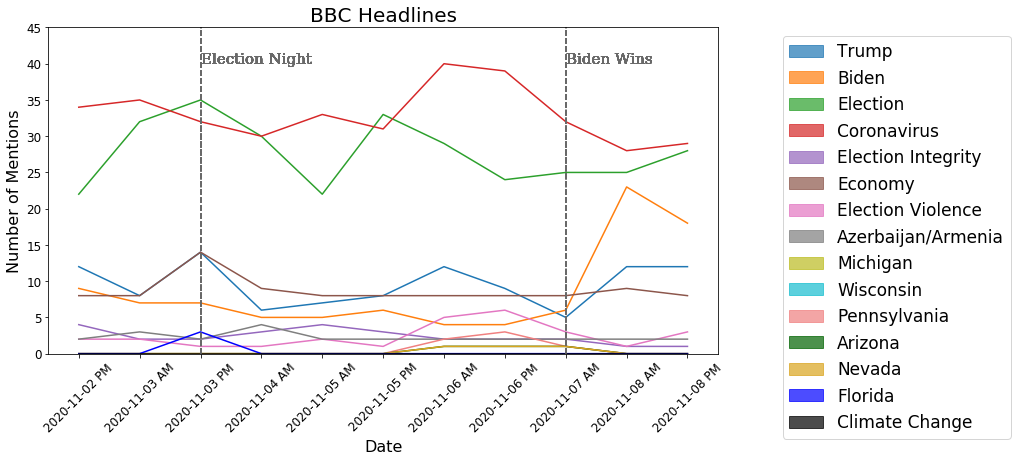 BBC Headlines
45
40
35
30
25
20
15
10
5
0
Number of Mentions
Election Night
Biden Wins
2020-11-02 PM
2020-11-03 AM
2020-11-03 PM
2020-11-04 AM
2020-11-05 AM
2020-11-05 PM
2020-11-06 AM
2020-11-06 PM
2020-11-07 AM
2020-11-08 AM
2020-11-08 PM
Date
Trump
Biden
Election
Coronavirus
Election Integrity
Economy
Election Violence
Azerbaijan/Armenia
Michigan
Wisconsin
Pennsylvania
Arizona
Nevada
Florida
Climate Change